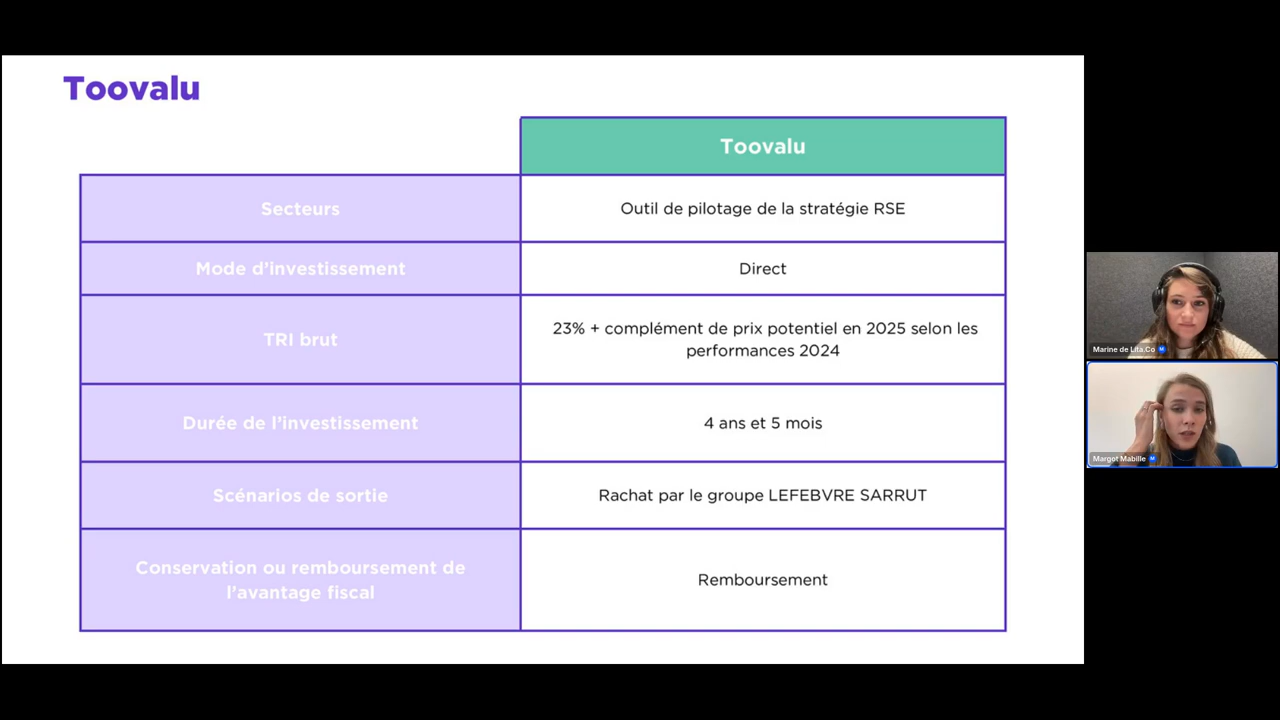 Toovalu
Toovalu
Secteurs
Outil de pilotage de la stratégie RSE
Mode d'investissement
Direct
TRI brut
23% + complément de prix potentiel en 2025 selon les
performances 2024
Durée de l'investissement
4 ans et 5 mois
Scénarios de sortie
Rachat par le groupe LEFEBVRE SARRUT
Conservation ou remboursement de
l'avantage fiscal
Remboursement
Marine de Lita.Co
Margot Mabille